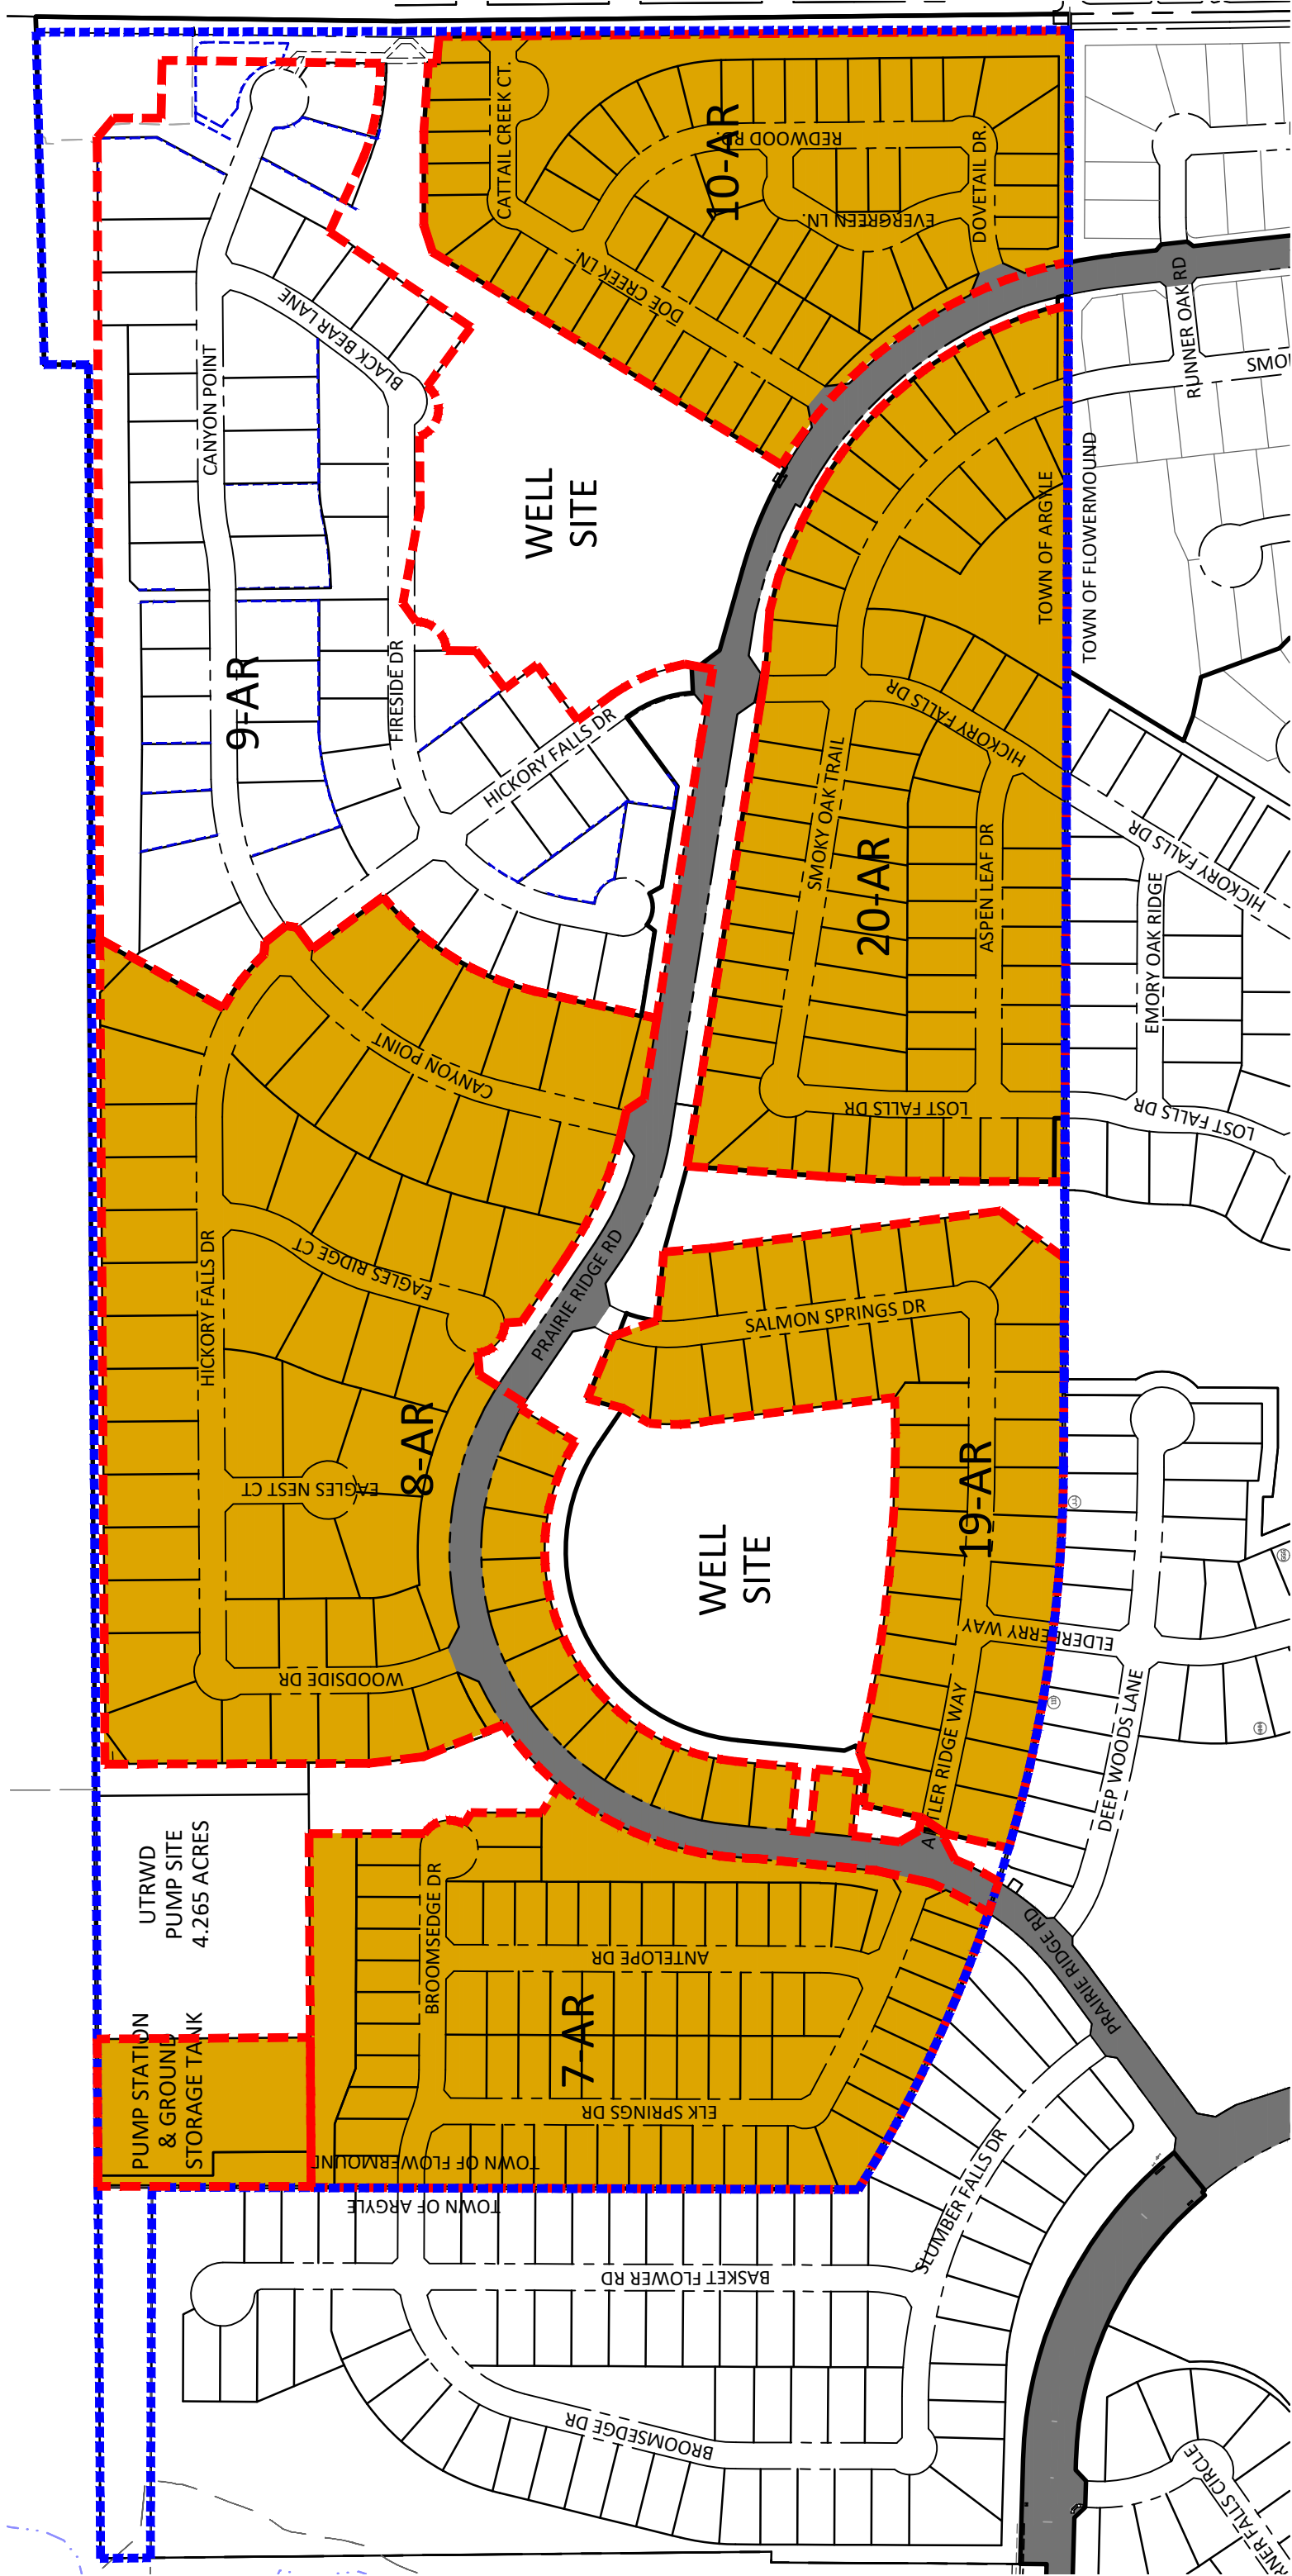 CATTAIL CREEK CT.
10-AR
REDWOOD RD.
DOVETAIL DR.
EVERGREEN LN.
DOE CREEK LN.
RUNNER OAK RD
SMO
BLACK BEAR LANE
CANYON POINT
WELL
SITE
TOWN OF ARGYLE
TOWN OF FLOWERMOUND
9-AR
FIRESIDE DR
HICKORY FALLS DR
HICKORY FALLS DR
SMOKY OAK TRAIL
20-AR
ASPEN LEAF DR
HICKORY FALLS DR
EMORY OAK RIDGE
CANYON POINT
LOST FALLS DR
LOST FALLS DR
HICKORY FALLS DR
EAGLES RIDGE CT
PRAIRIE RIDGE RD
SALMON SPRINGS DR
8-AR
EAGLES NEST CT
19-AR
WELL
SITE
ELDERBERRY WAY
WOODSIDE DR
ANTLER RIDGE WAY
DEEP WOODS LANE
UTRWD
PUMP SITE
4.265 ACRES
BROOMSEDGE DR
ANTELOPE DR
PRAIRIE RIDGE RD
7-AR
PUMP STATION
& GROUND
STORAGE TANK
ELK SPRINGS DR
TOWN OF FLOWERMOUND
TOWN OF ARGYLE
SLUMBER FALLS DR
BASKET FLOWER RD
BROOMSEDGE DR
NER FALLS CIRCLE